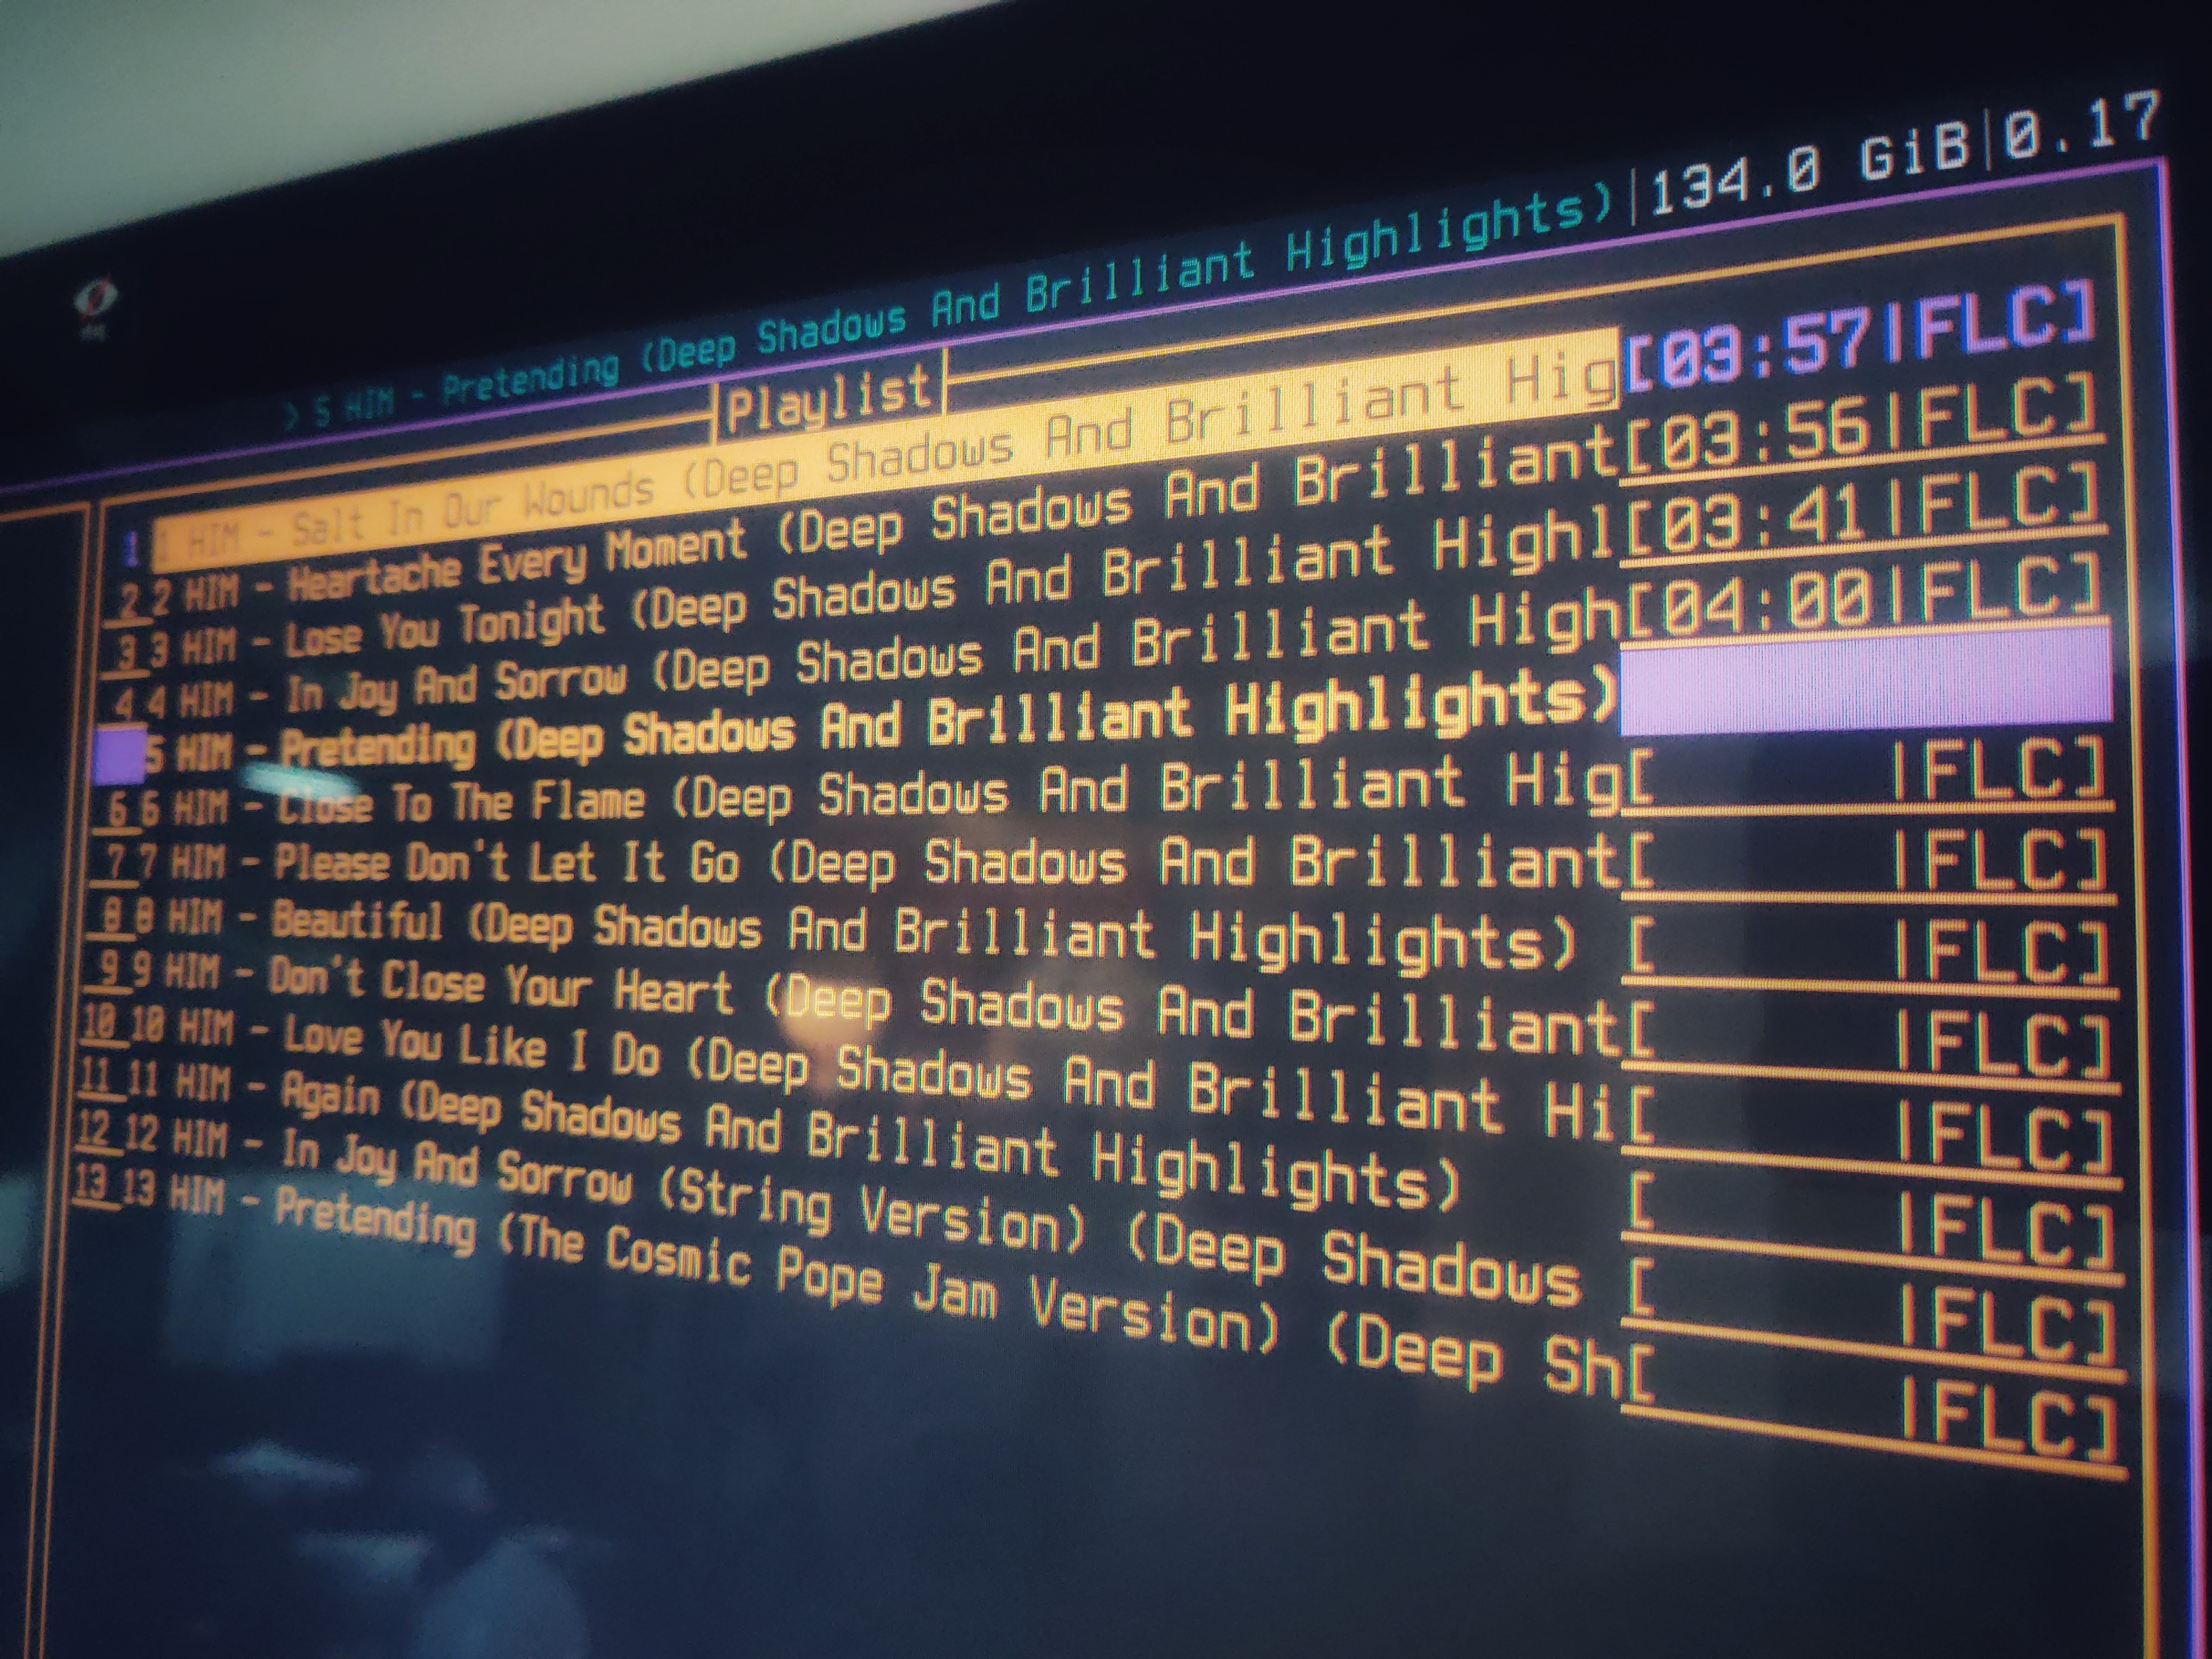 > 5 HIM - Pretending (Deep Shadows And Brilliant Highlights)|134.0 GiB|0.17
Playlist
1 1 HIM - Salt In Our Wounds (Deep Shadows And Brilliant Hig[03:57|FLC]
2 2 HIM - Heartache Every Moment (Deep Shadows And Brilliant[03:56|FLC]
3 3 HIM - Lose You Tonight (Deep Shadows And Brilliant Highl[03:41|FLC]
4 4 HIM - In Joy And Sorrow (Deep Shadows And Brilliant High[04:00|FLC]
5 HIM - Pretending (Deep Shadows And Brilliant Highlights)
6 6 HIM - Close To The Flame (Deep Shadows And Brilliant Hig[ |FLC]
7 7 HIM - Please Don't Let It Go (Deep Shadows And Brilliant[ |FLC]
8 8 HIM - Beautiful (Deep Shadows And Brilliant Highlights) [ |FLC]
9 9 HIM - Don't Close Your Heart (Deep Shadows And Brilliant[ |FLC]
10 10 HIM - Love You Like I Do (Deep Shadows And Brilliant Hi[ |FLC]
11 11 HIM - Again (Deep Shadows And Brilliant Highlights) [ |FLC]
12 12 HIM - In Joy And Sorrow (String Version) (Deep Shadows [ |FLC]
13 13 HIM - Pretending (The Cosmic Pope Jam Version) (Deep Sh[ |FLC]